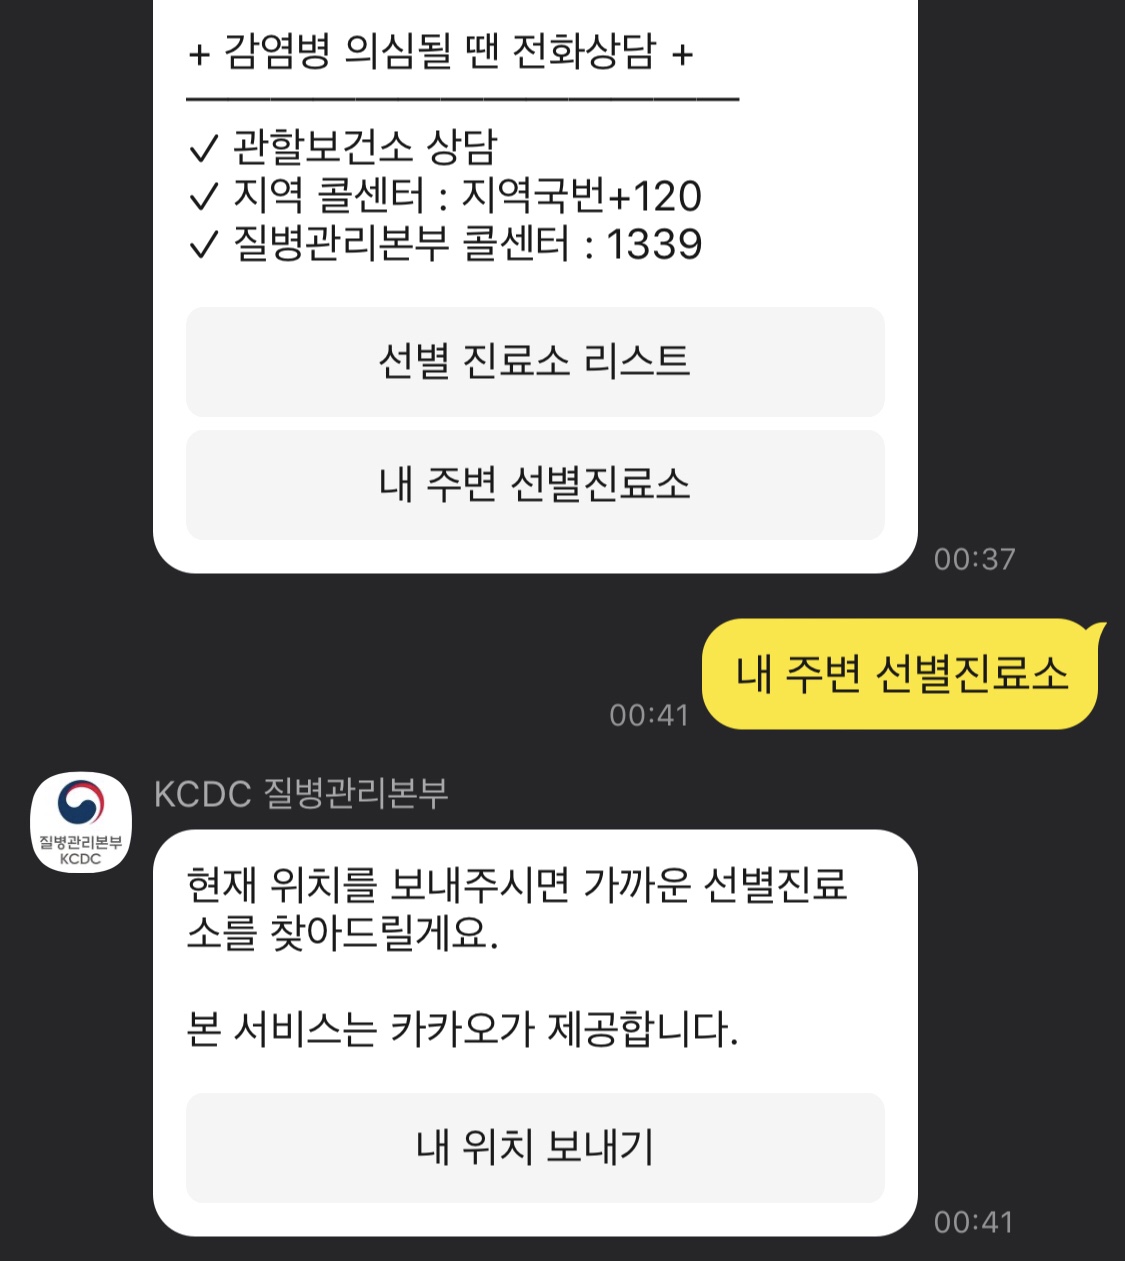 + 감염병 의심될 땐 전화상담 +
✓ 관할보건소 상담
✓ 지역 콜센터 : 지역국번+120
✓ 질병관리본부 콜센터 : 1339
선별 진료소 리스트
내 주변 선별진료소
00:37
내 주변 선별진료소
00:41
KCDC 질병관리본부
질병관리본부
KCDC
현재 위치를 보내주시면 가까운 선별진료
소를 찾아드릴게요.
본 서비스는 카카오가 제공합니다.
내 위치 보내기
00:41